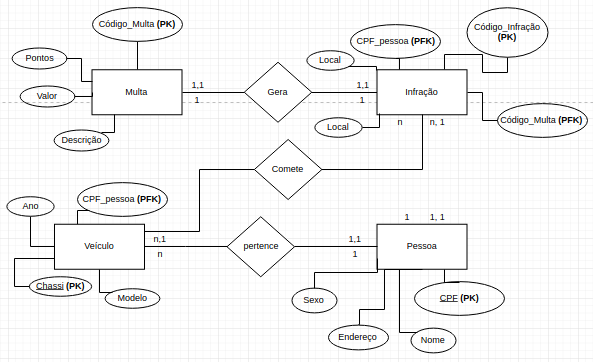 Código_Multa (PK)
Código_Infração
(PK)
CPF_pessoa (PFK)
Pontos
Local
Valor
Multa
1,1
1
Gera
1,1
1
Infração
Descrição
Local
n
n, 1
Código_Multa (PFK)
Comete
CPF_pessoa (PFK)
Ano
Veículo
n,1
n
pertence
1,1
1
1
1, 1
Pessoa
Chassi (PK)
Modelo
Sexo
CPF (PK)
Endereço
Nome